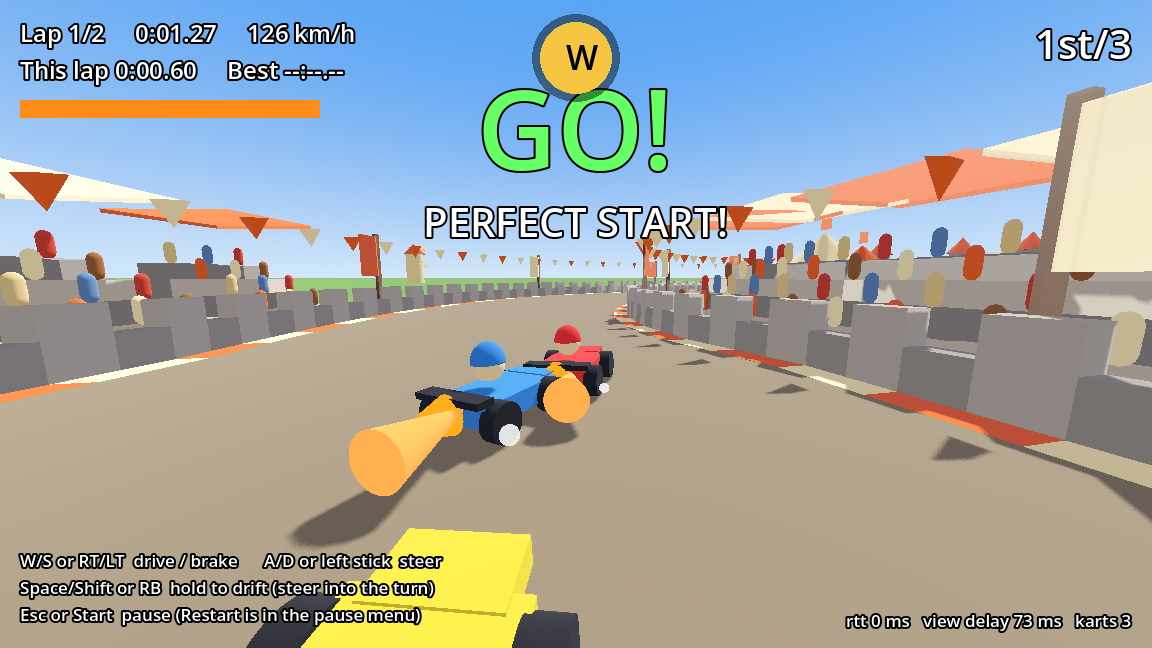 Lap 1/2 0:01.27 126 km/h
This lap 0:00.60 Best --:--.--
W
1st/3
GO!
PERFECT START!
W/S or RT/LT drive / brake A/D or left stick steer
Space/Shift or RB hold to drift (steer into the turn)
Esc or Start pause (Restart is in the pause menu)
rtt 0 ms view delay 73 ms karts 3